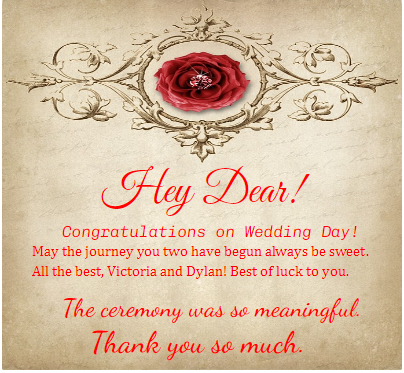 Hey Dear!
Congratulations on Wedding Day!
May the journey you two have begun always be sweet.
All the best, Victoria and Dylan! Best of luck to you.
The ceremony was so meaningful.
Thank you so much.